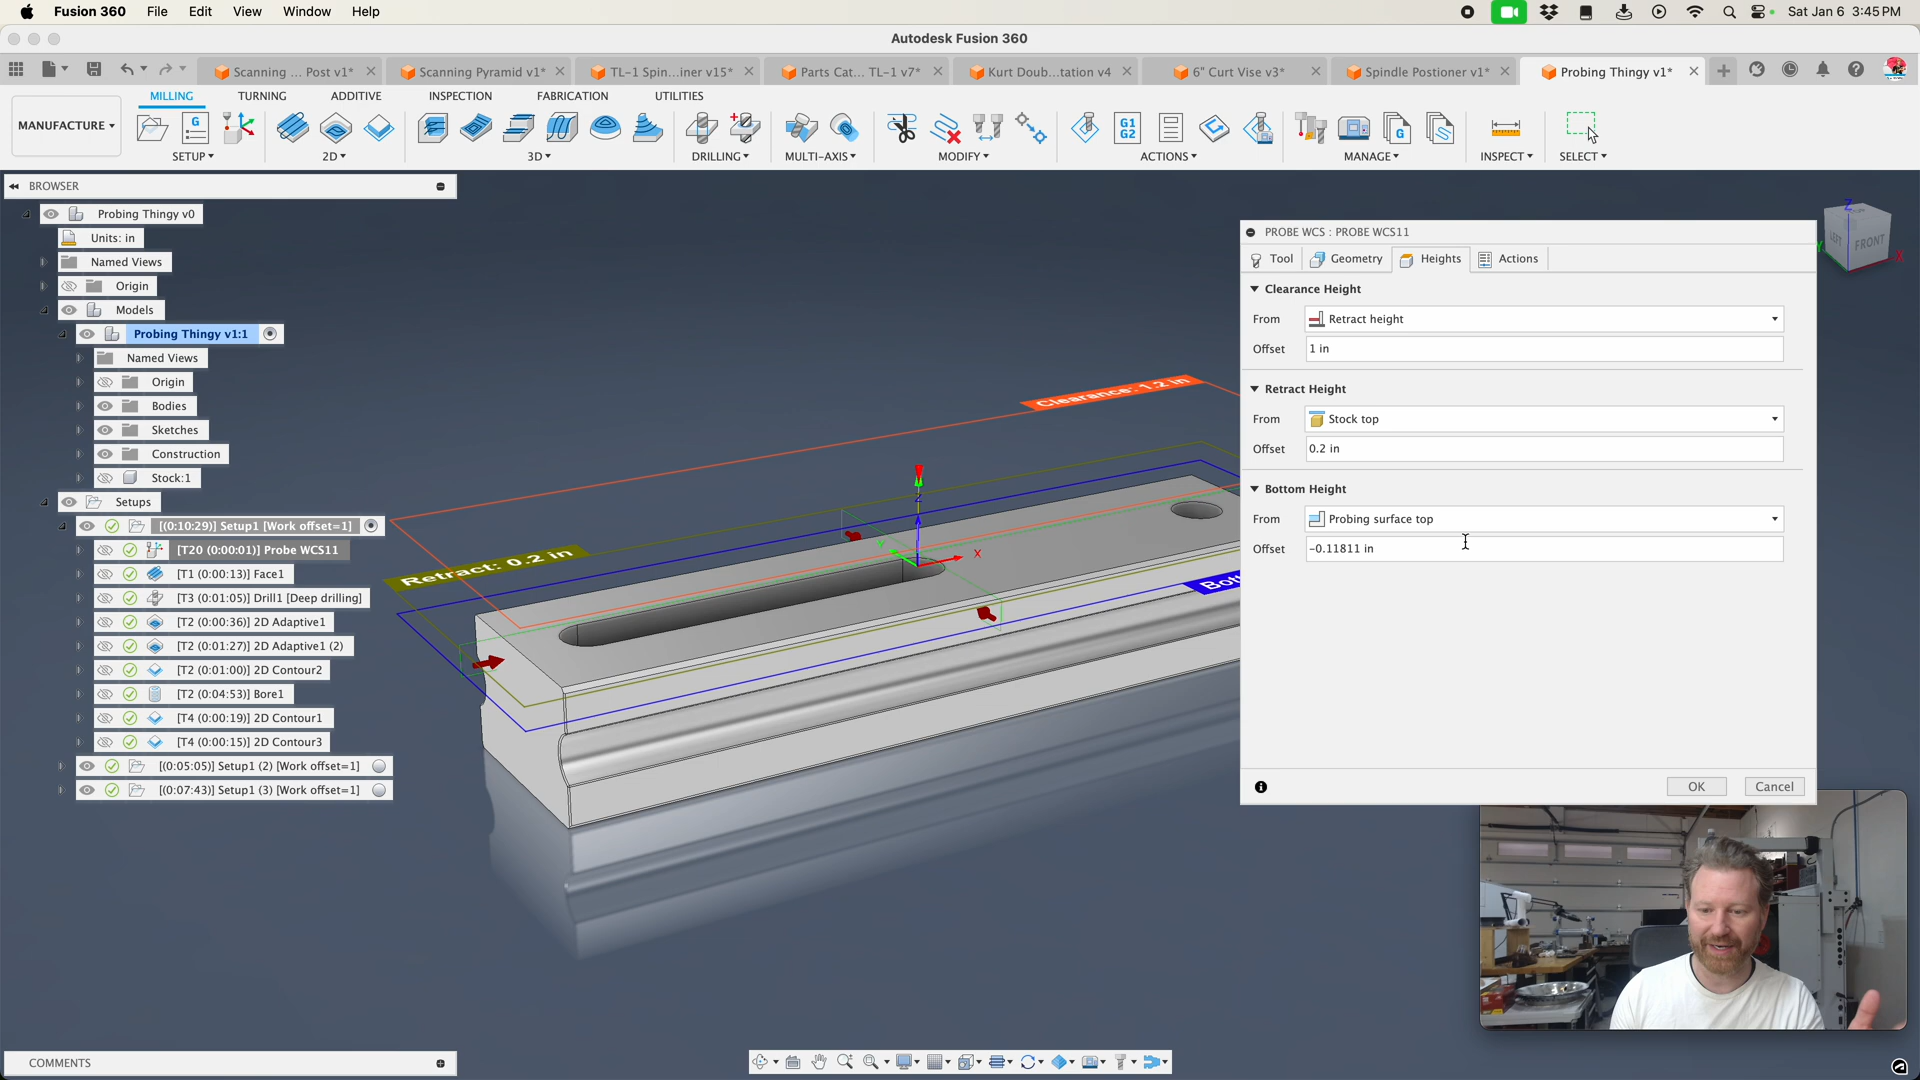 Fusion 360 File Edit View Window Help
Sat Jan 6 3:45 PM
Autodesk Fusion 360
Scanning ... Post v1*
Scanning Pyramid v1*
TL-1 Spin...iner v15*
Parts Cat... TL-1 v7*
Kurt Doub...tation v4
6" Curt Vise v3*
Spindle Postioner v1*
Probing Thingy v1*
MILLING TURNING ADDITIVE INSPECTION FABRICATION UTILITIES
MANUFACTURE
G
G1
G2
G
SETUP 2D 3D DRILLING MULTI-AXIS MODIFY ACTIONS MANAGE INSPECT SELECT
BROWSER
Probing Thingy v0
Units: in
Named Views
Origin
Models
Probing Thingy v1:1
Named Views
Origin
Bodies
Sketches
Construction
Stock:1
Setups
[(0:10:29)] Setup1 [Work offset=1]
[T20 (0:00:01)] Probe WCS11
[T1 (0:00:13)] Face1
[T3 (0:01:05)] Drill1 [Deep drilling]
[T2 (0:00:36)] 2D Adaptive1
[T2 (0:01:27)] 2D Adaptive1 (2)
[T2 (0:01:00)] 2D Contour2
[T2 (0:04:53)] Bore1
[T4 (0:00:19)] 2D Contour1
[T4 (0:00:15)] 2D Contour3
[(0:05:05)] Setup1 (2) [Work offset=1]
[(0:07:43)] Setup1 (3) [Work offset=1]
Clearance: 1.2 in
Retract: 0.2 in
Z
Y
X
Bot
PROBE WCS : PROBE WCS11
Tool Geometry Heights Actions
Clearance Height
From Retract height
Offset 1 in
Retract Height
From Stock top
Offset 0.2 in
Bottom Height
From Probing surface top
Offset -0.11811 in
OK Cancel
Z
LEFT FRONT
Y
X
COMMENTS